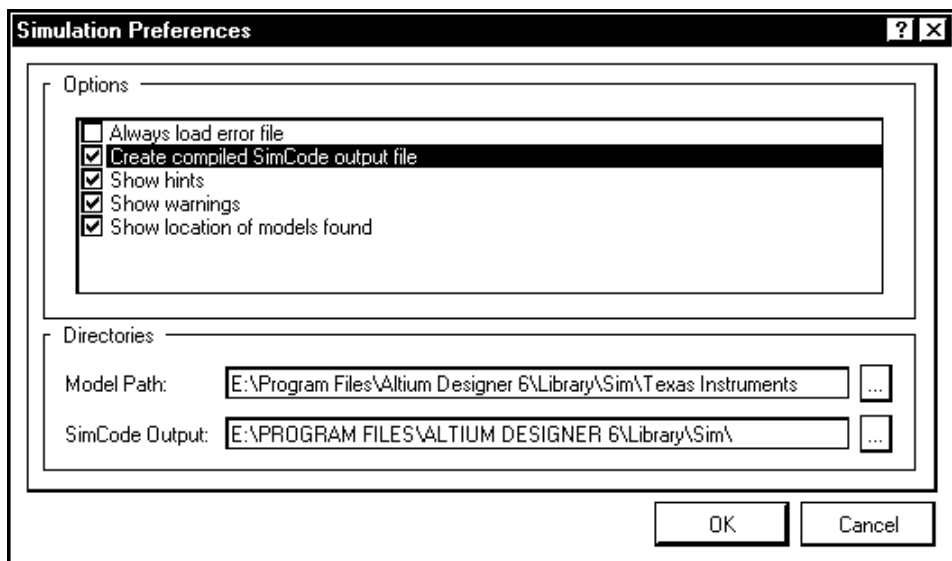 Simulation Preferences
Options
Always load error file
Create compiled SimCode output file
Show hints
Show warnings
Show location of models found
Directories
Model Path: E:\Program Files\Altium Designer 6\Library\Sim\Texas Instruments ...
SimCode Output: E:\PROGRAM FILES\ALTIUM DESIGNER 6\Library\Sim\ ...
OK Cancel